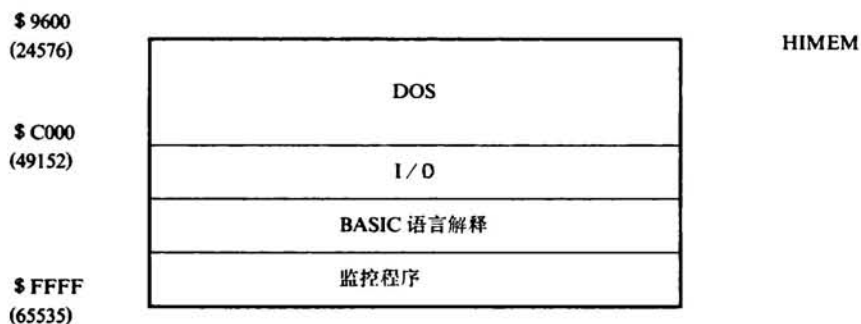 $ 9600
(24576)
HIMEM
DOS
$ C000
(49152)
I/O
BASIC 语言解释
监控程序
$ FFFF
(65535)